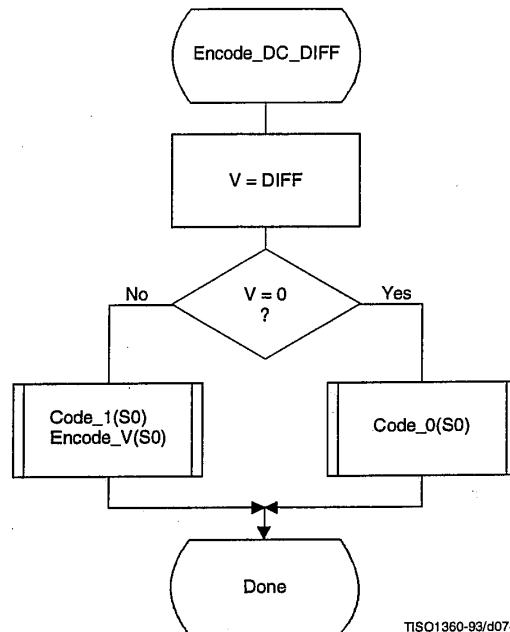 Encode_DC_DIFF
V = DIFF
No
V = 0
?
Yes
Code_1(S0)
Encode_V(S0)
Code_0(S0)
Done
TISO1360-93/d07